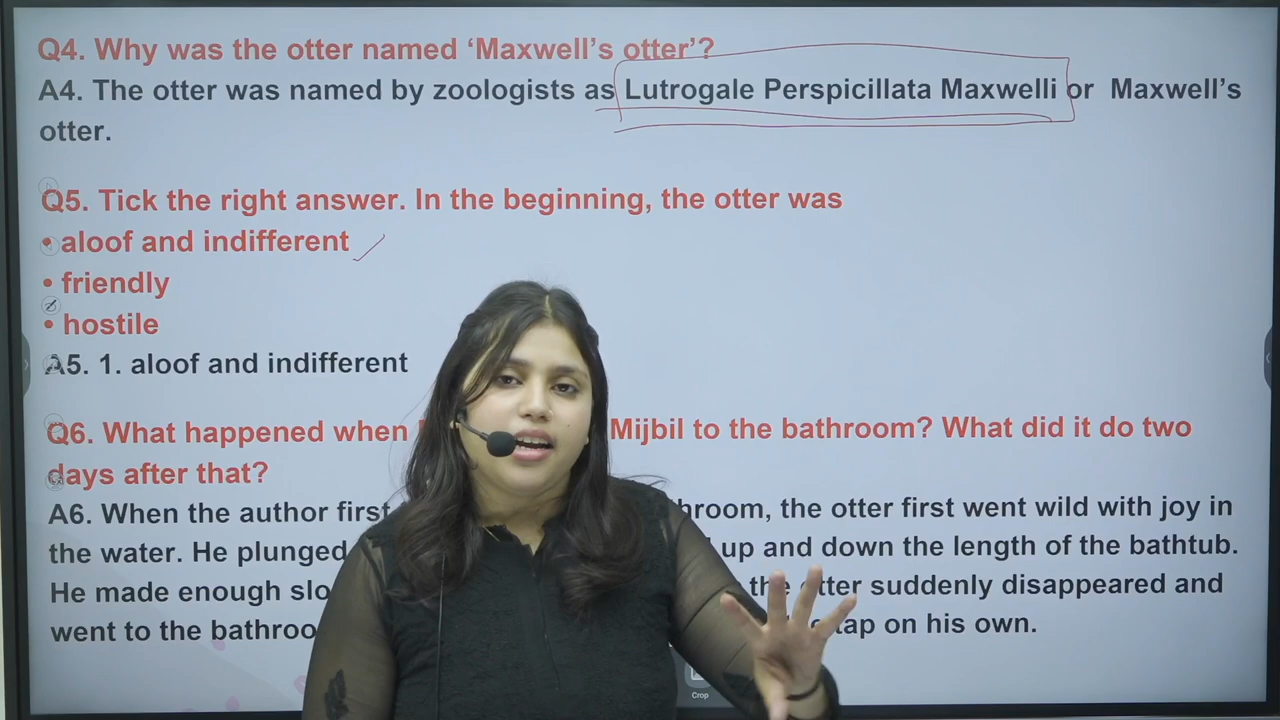 Q4. Why was the otter named ‘Maxwell’s otter’?
A4. The otter was named by zoologists as Lutrogale Perspicillata Maxwelli or Maxwell’s
otter.
Q5. Tick the right answer. In the beginning, the otter was
• aloof and indifferent
• friendly
• hostile
A5. 1. aloof and indifferent
Q6. What happened when Mijbil to the bathroom? What did it do two
days after that?
A6. When the author first the otter first went wild with joy in
the water. He plunged up and down the length of the bathtub.
He made enough the otter suddenly disappeared and
went to the tap on his own.
Crop